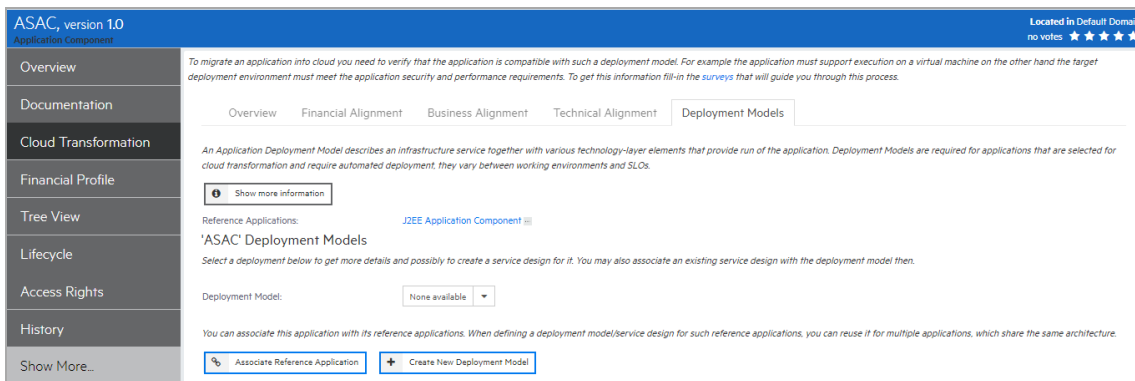 ASAC, version 1.0
Application Component
Located in Default Domai
no votes
Overview
Documentation
Cloud Transformation
Financial Profile
Tree View
Lifecycle
Access Rights
History
Show More...
To migrate an application into cloud you need to verify that the application is compatible with such a deployment model. For example the application must support execution on a virtual machine on the other hand the target
deployment environment must meet the application security and performance requirements. To get this information fill-in the surveys that will guide you through this process.
Overview Financial Alignment Business Alignment Technical Alignment Deployment Models
An Application Deployment Model describes an infrastructure service together with various technology-layer elements that provide run of the application. Deployment Models are required for applications that are selected for
cloud transformation and require automated deployment, they vary between working environments and SLOs.
Show more information
Reference Applications: J2EE Application Component
'ASAC' Deployment Models
Select a deployment below to get more details and possibly to create a service design for it. You may also associate an existing service design with the deployment model then.
Deployment Model: None available
You can associate this application with its reference applications. When defining a deployment model/service design for such reference applications, you can reuse it for multiple applications, which share the same architecture.
Associate Reference Application Create New Deployment Model